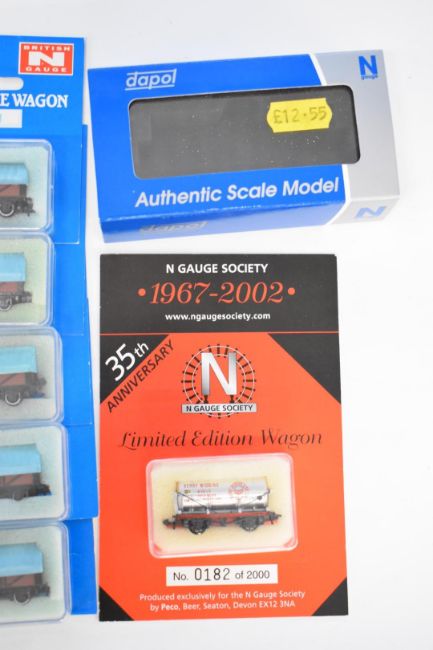 BRITISH
N
GAUGE
E WAGON
dapol
N
gauge
£12.55
Authentic Scale Model
dapol
N
N GAUGE SOCIETY
• 1967-2002 •
www.ngaugesociety.com
35th
ANNIVERSARY
N
N GAUGE SOCIETY
Limited Edition Wagon
No. 0182 of 2000
Produced exclusively for the N Gauge Society
by Peco, Beer, Seaton, Devon EX12 3NA